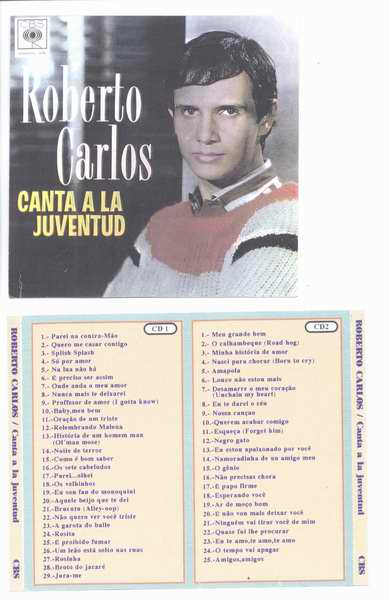 CBS
Roberto
Carlos
CANTA A LA
JUVENTUD
ROBERTO CARLOS / Canta a la juventud
CBS
CD 1
1.- Parei na contra-Mão
2.- Quero me casar contigo
3.- Splish Splash
4.- Só por amor
5.- Na lua não há
6.- É preciso ser assim
7.- Onde anda o meu amor
8.- Nunca mais te deixarei
9.- Proffesor de amor (I gotta know)
10.-Baby,meu bem
11.-Oração de um triste
12.-Relembrando Malena
13.-História de um homem mau
(Ol'man mose)
14.-Noite de terror
15.-Como é bom saber
16.-Os sete cabeludos
17.-Parei...olhei
18.-Os velhinhos
19.-Eu sou fan do monoquini
20.-Aquele beijo que te dei
21.-Brucutu (Alley-oop)
22.-Não quero ver você triste
23.-A garota do baile
24.-Rosita
25.-É proibido fumar
26.-Um leão está solto nas ruas
27.-Rosinha
28.-Broto do jacaré
29.-Jura-me
CD2
1.- Meu grande bem
2.- O calhambeque (Road hog)
3.- Minha história de amor
4.- Nasci para chorar (Born to cry)
5.- Amapola
6.- Louco não estou mais
7.- Desamarre o meu coração
(Unchain my heart)
8.- Eu te darei o céu
9.- Nossa canção
10.-Querem acabar comigo
11.-Esqueça (Forget him)
12.-Negro gato
13.-Eu estou apaixonado por você
14.-Namoradinha de um amigo meu
15.-O gênio
16.-Não precisas chora
17.-É papo firme
18.-Esperando você
19.-Ar de moço bom
20.-E não vou mais deixar você
21.-Ninguém vai tirar você de mim
22.-Quase fui lhe procurar
23.-Eu te amo,te amo,te amo
24.-O tempo vai apagar
25.-Amigos,amigos
ROBERTO CARLOS / Canta a la juventud
CBS